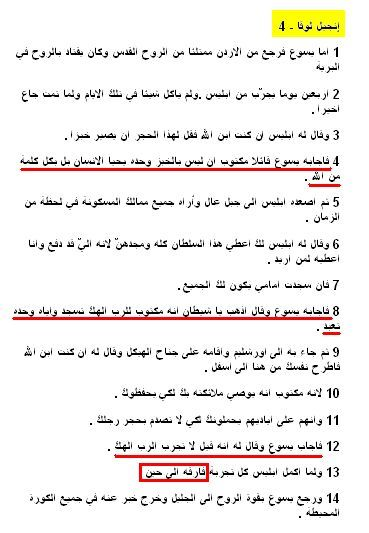 إنجيل لوقا - 4
1 اما يسوع فرجع من الاردن ممتلئا من الروح القدس وكان يقتاد بالروح في
البرية
2 اربعين يوما يجرّب من ابليس .ولم ياكل شيئا في تلك الايام ولما تمت جاع
اخيرا .
3 وقال له ابليس ان كنت ابن الله فقل لهذا الحجر ان يصير خبزا .
4 فاجابه يسوع قائلا مكتوب ان ليس بالخبز وحده يحيا الانسان بل بكل كلمة
من الله .
5 ثم اصعده ابليس الى جبل عال وأراه جميع ممالك المسكونة في لحظة من
الزمان .
6 وقال له ابليس لك اعطي هذا السلطان كله ومجدهنّ لانه اليّ قد دفع وانا
اعطيه لمن اريد .
7 فان سجدت امامي يكون لك الجميع .
8 فاجابه يسوع وقال اذهب يا شيطان انه مكتوب للرب الهك تسجد واياه وحده
تعبد .
9 ثم جاء به الى اورشليم واقامه على جناح الهيكل وقال له ان كنت ابن الله
فاطرح نفسك من هنا الى اسفل .
10 لانه مكتوب انه يوصي ملائكته بك لكي يحفظوك .
11 وانهم على اياديهم يحملونك لكي لا تصدم بحجر رجلك .
12 فاجاب يسوع وقال له انه قيل لا تجرب الرب الهك .
13 ولما اكمل ابليس كل تجربة فارقه الى حين
14 ورجع يسوع بقوة الروح الى الجليل وخرج خبر عنه في جميع الكورة
المحيطة .